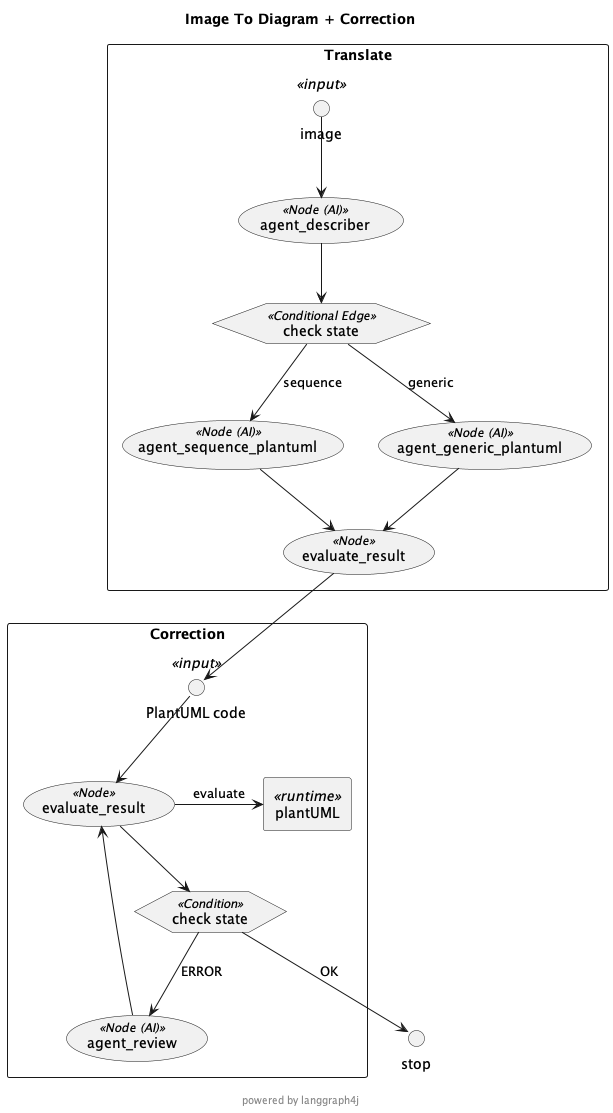 Image To Diagram + Correction
Translate
«input»
image
«Node (AI)»
agent_describer
«Conditional Edge»
check state
sequence
generic
«Node (AI)»
agent_sequence_plantuml
«Node (AI)»
agent_generic_plantuml
«Node»
evaluate_result
Correction
«input»
PlantUML code
«Node»
evaluate_result
evaluate
«runtime»
plantUML
«Condition»
check state
ERROR
OK
«Node (AI)»
agent_review
stop
powered by langgraph4j